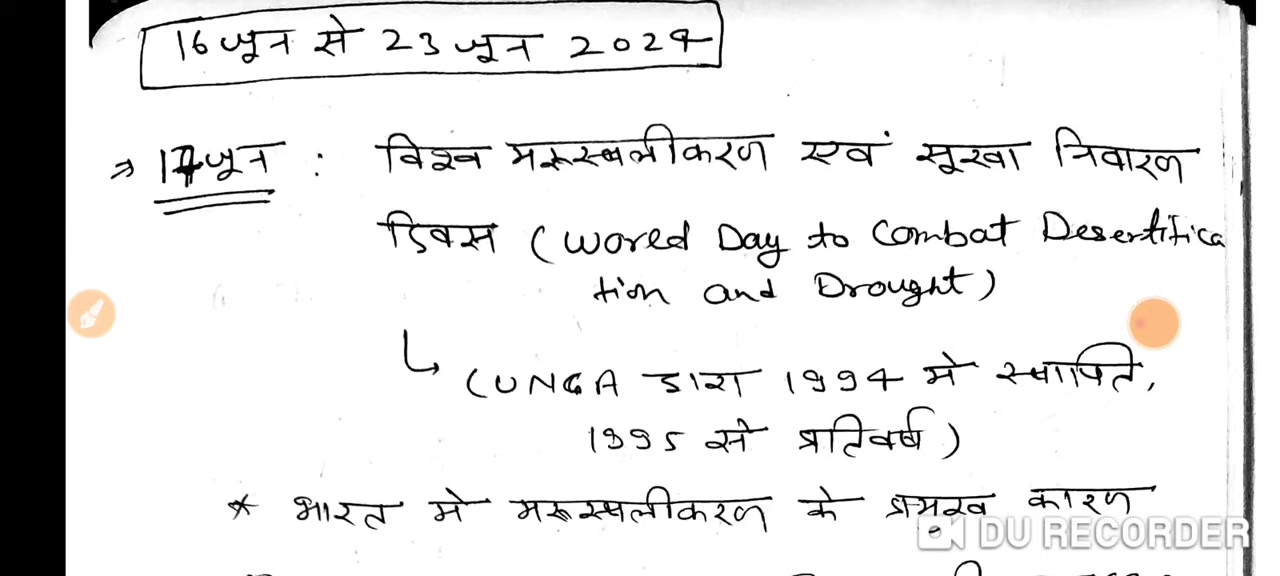 16 जून से 23 जून 2024
→ 17 जून : विश्व मरूस्थलीकरण एवं सूखा निवारण
दिवस (World Day to Combat Desertifica
tion and Drought)
↳ (UNGA द्वारा 1994 मे स्थापित,
1995 से प्रतिवर्ष)
* भारत मे मरूस्थलीकरण के प्रमुख कारण
DU RECORDER